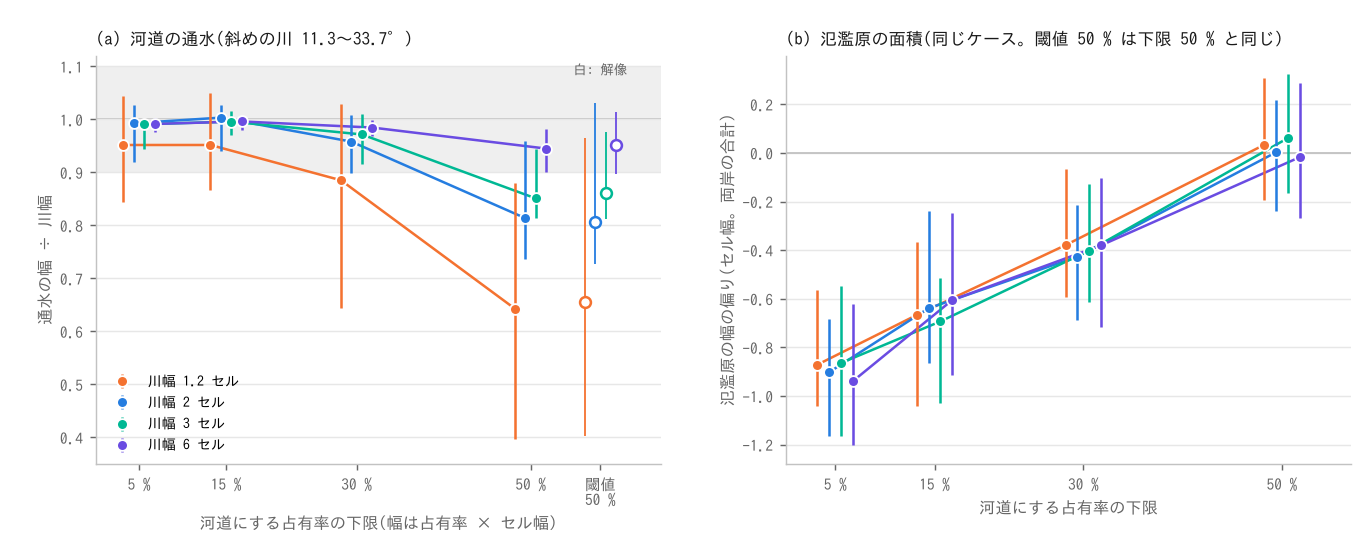 (a) 河道の通水(斜めの川 11.3〜33.7°)
白: 解像
1.1
1.0
0.9
0.8
0.7
0.6
0.5
0.4
通水の幅 ÷ 川幅
川幅 1.2 セル
川幅 2 セル
川幅 3 セル
川幅 6 セル
5 %
15 %
30 %
50 %
閾値
50 %
河道にする占有率の下限(幅は占有率 × セル幅)
(b) 氾濫原の面積(同じケース。閾値 50 % は下限 50 % と同じ)
0.2
0.0
−0.2
−0.4
−0.6
−0.8
−1.0
−1.2
氾濫原の幅の偏り(セル幅。両岸の合計)
5 %
15 %
30 %
50 %
河道にする占有率の下限